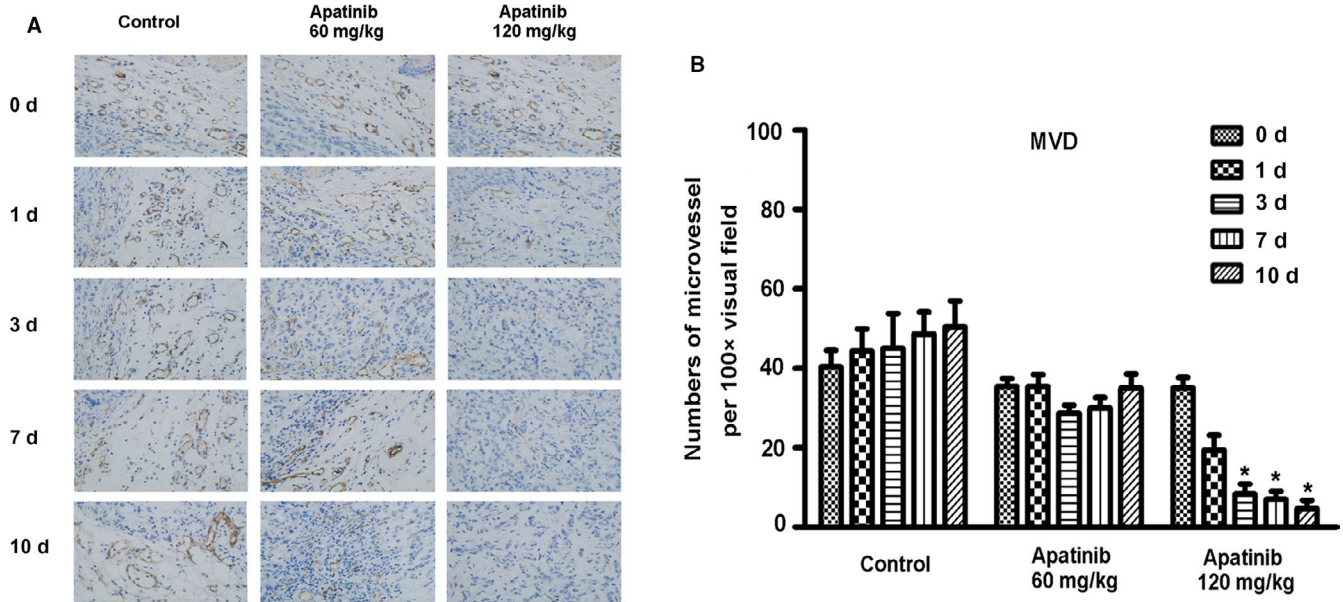 A
Control
Apatinib
60 mg/kg
Apatinib
120 mg/kg
0 d
1 d
3 d
7 d
10 d
B
MVD
0 d
1 d
3 d
7 d
10 d
Numbers of microvessel
per 100× visual field
100
80
60
40
20
0
* * *
Control
Apatinib
60 mg/kg
Apatinib
120 mg/kg